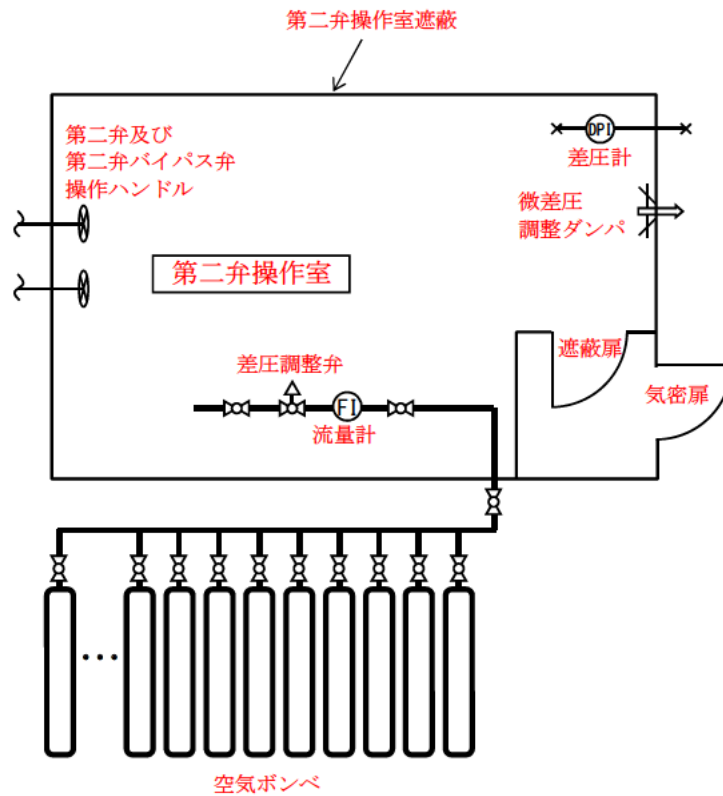 第二弁操作室遮蔽
第二弁及び
第二弁バイパス弁
操作ハンドル
DPI
差圧計
微差圧
調整ダンパ
第二弁操作室
遮蔽扉
差圧調整弁
気密扉
FI
流量計
空気ボンベ